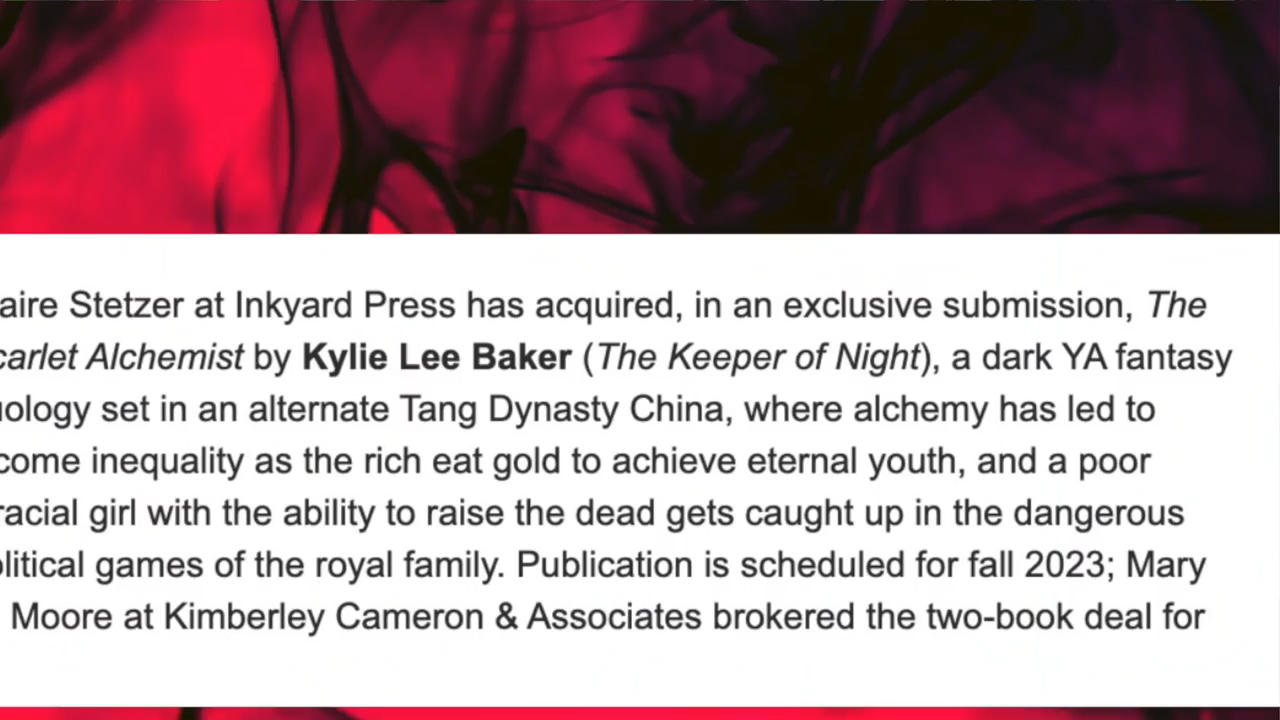 aire Stetzer at Inkyard Press has acquired, in an exclusive submission, The
carlet Alchemist by Kylie Lee Baker (The Keeper of Night), a dark YA fantasy
uology set in an alternate Tang Dynasty China, where alchemy has led to
come inequality as the rich eat gold to achieve eternal youth, and a poor
racial girl with the ability to raise the dead gets caught up in the dangerous
olitical games of the royal family. Publication is scheduled for fall 2023; Mary
Moore at Kimberley Cameron & Associates brokered the two-book deal for